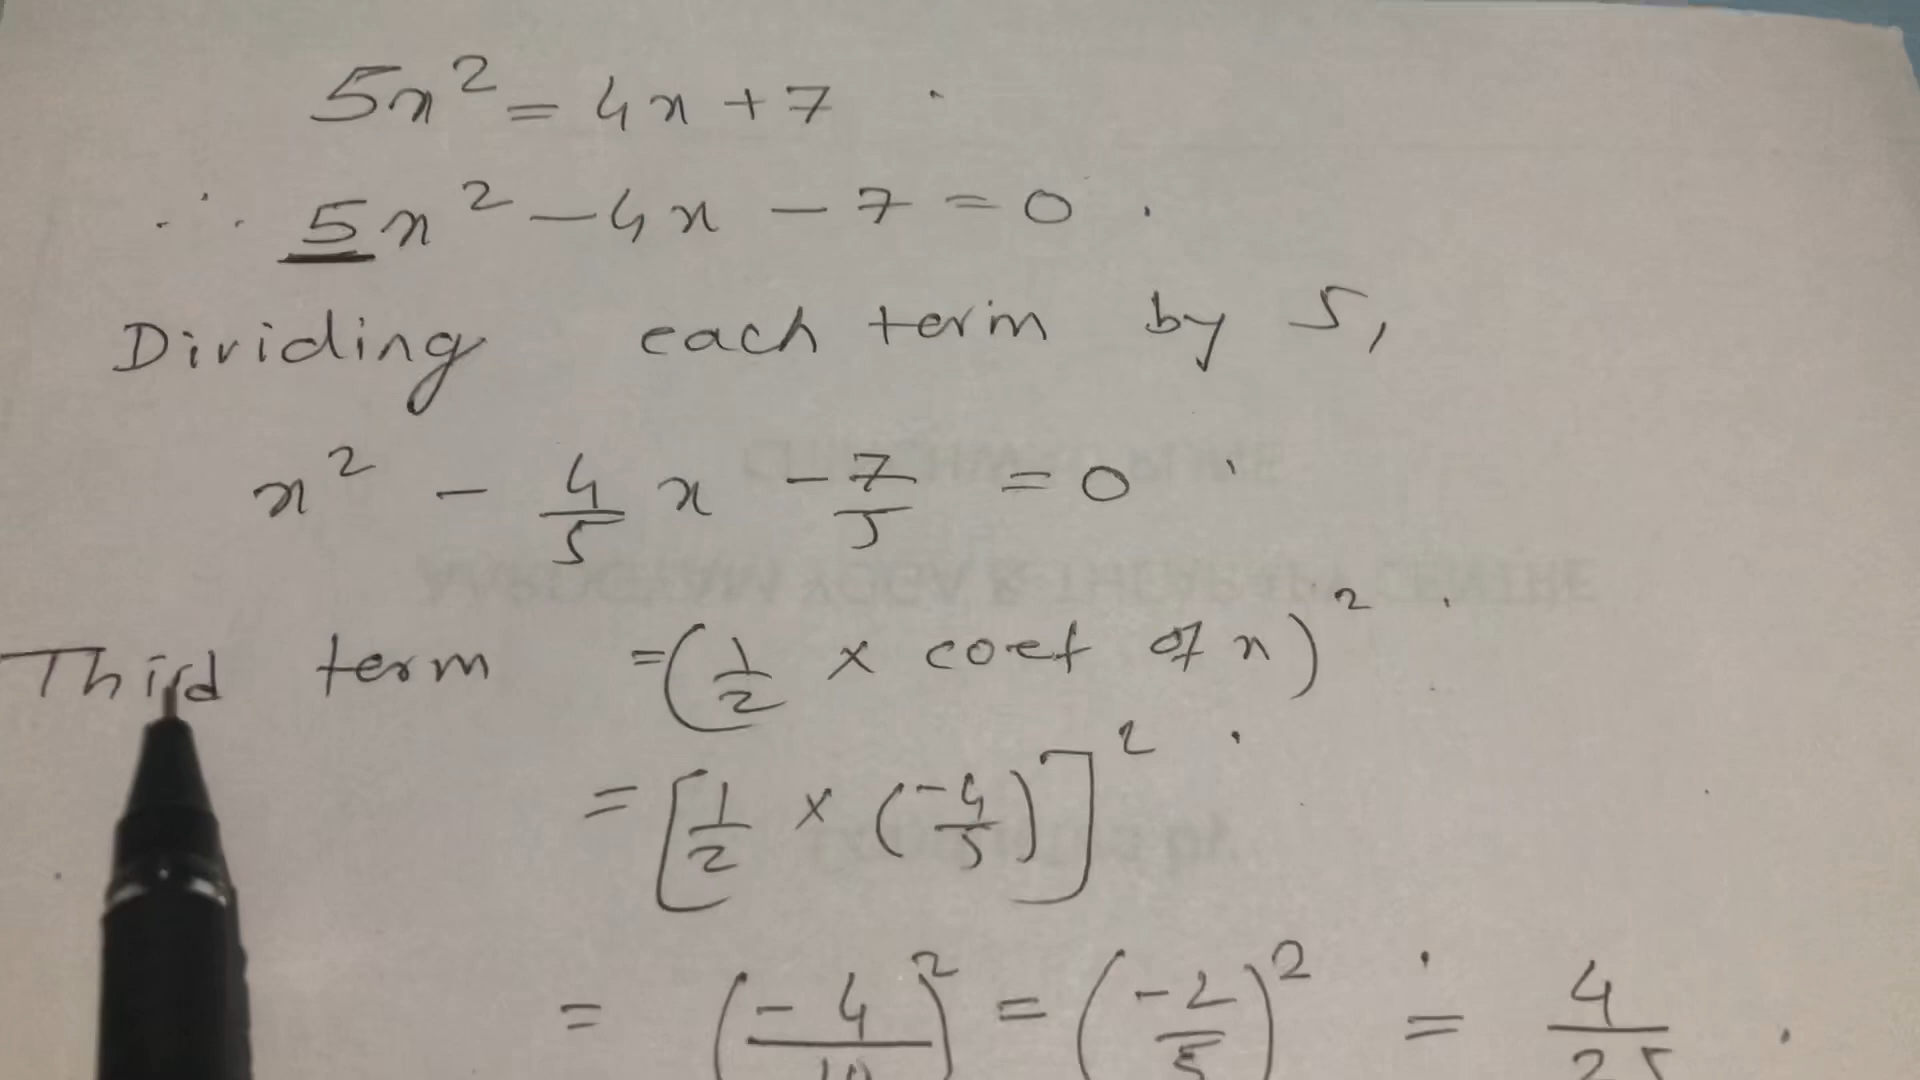 5x² = 4x + 7
∴ 5x² - 4x - 7 = 0
Dividing each term by 5,
x² - 4/5 x - 7/5 = 0
Third term = (1/2 × coef of x)²
= [1/2 × (-4/5)]²
= (-4/10)² = (-2/5)² = 4/25